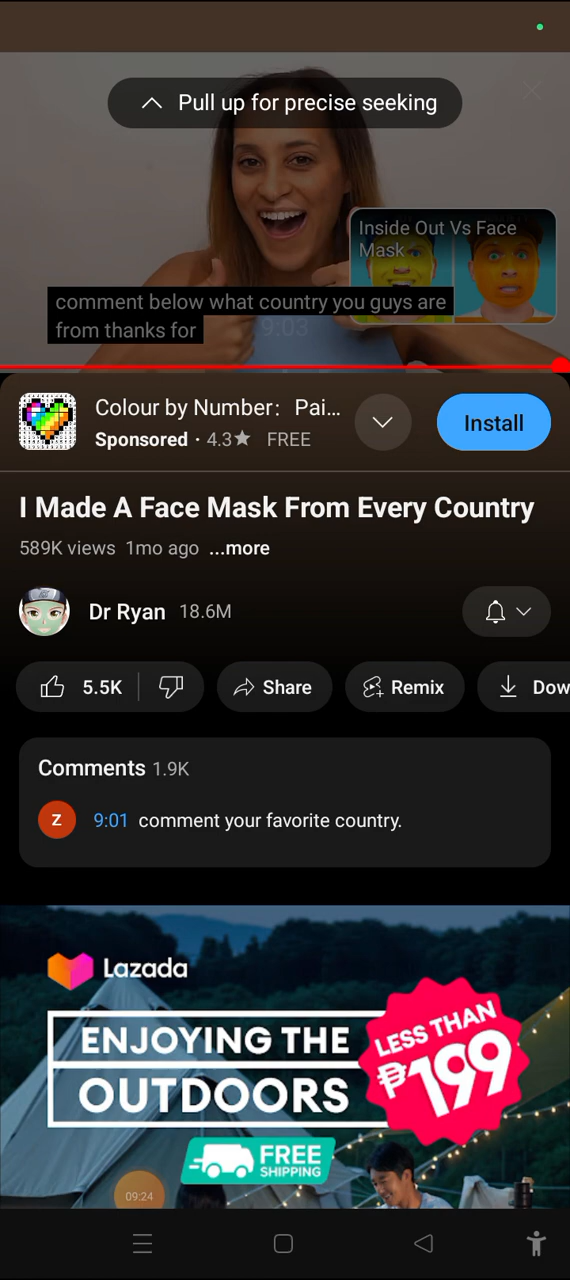 Pull up for precise seeking
Inside Out Vs Face
Mask
comment below what country you guys are
from thanks for
9:03
Colour by Number: Pai...
Install
Sponsored · 4.3★ FREE
I Made A Face Mask From Every Country
589K views 1mo ago ...more
Dr Ryan 18.6M
5.5K
Share
Remix
Dow
Comments 1.9K
Z
9:01 comment your favorite country.
Lazada
ENJOYING THE
OUTDOORS
LESS THAN
₱199
FREE
SHIPPING
09:24